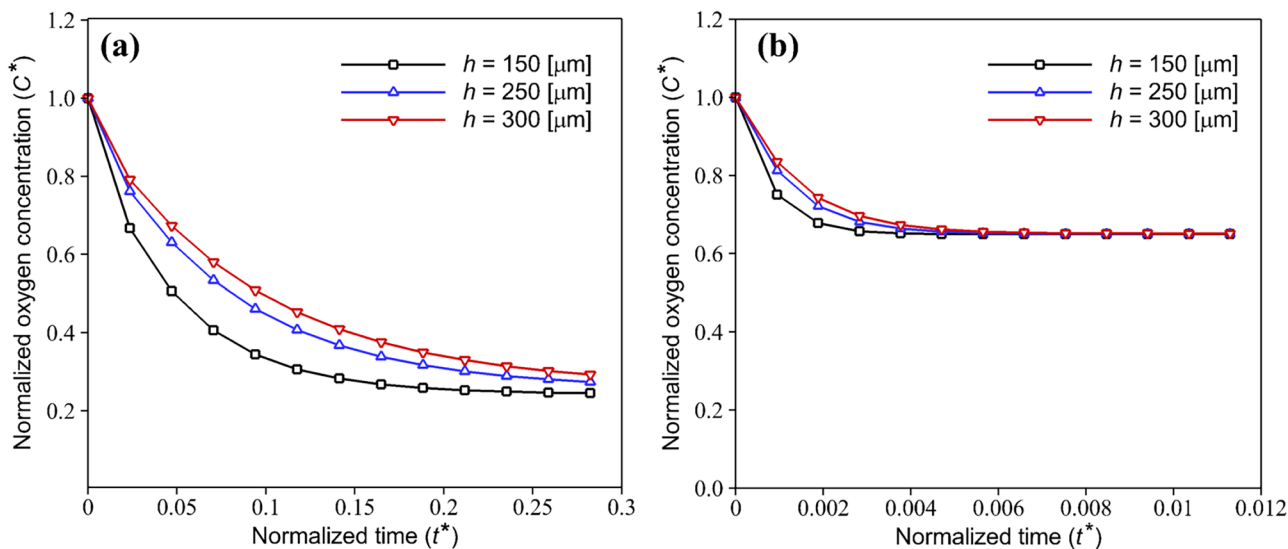 (a)
h = 150 [μm]
h = 250 [μm]
h = 300 [μm]
Normalized oxygen concentration (C*)
1.2
1.0
0.8
0.6
0.4
0.2
0 0.05 0.1 0.15 0.2 0.25 0.3
Normalized time (t*)
(b)
h = 150 [μm]
h = 250 [μm]
h = 300 [μm]
Normalized oxygen concentration (C*)
1.2
1.0
0.8
0.6
0.4
0.2
0.0
0 0.002 0.004 0.006 0.008 0.01 0.012
Normalized time (t*)